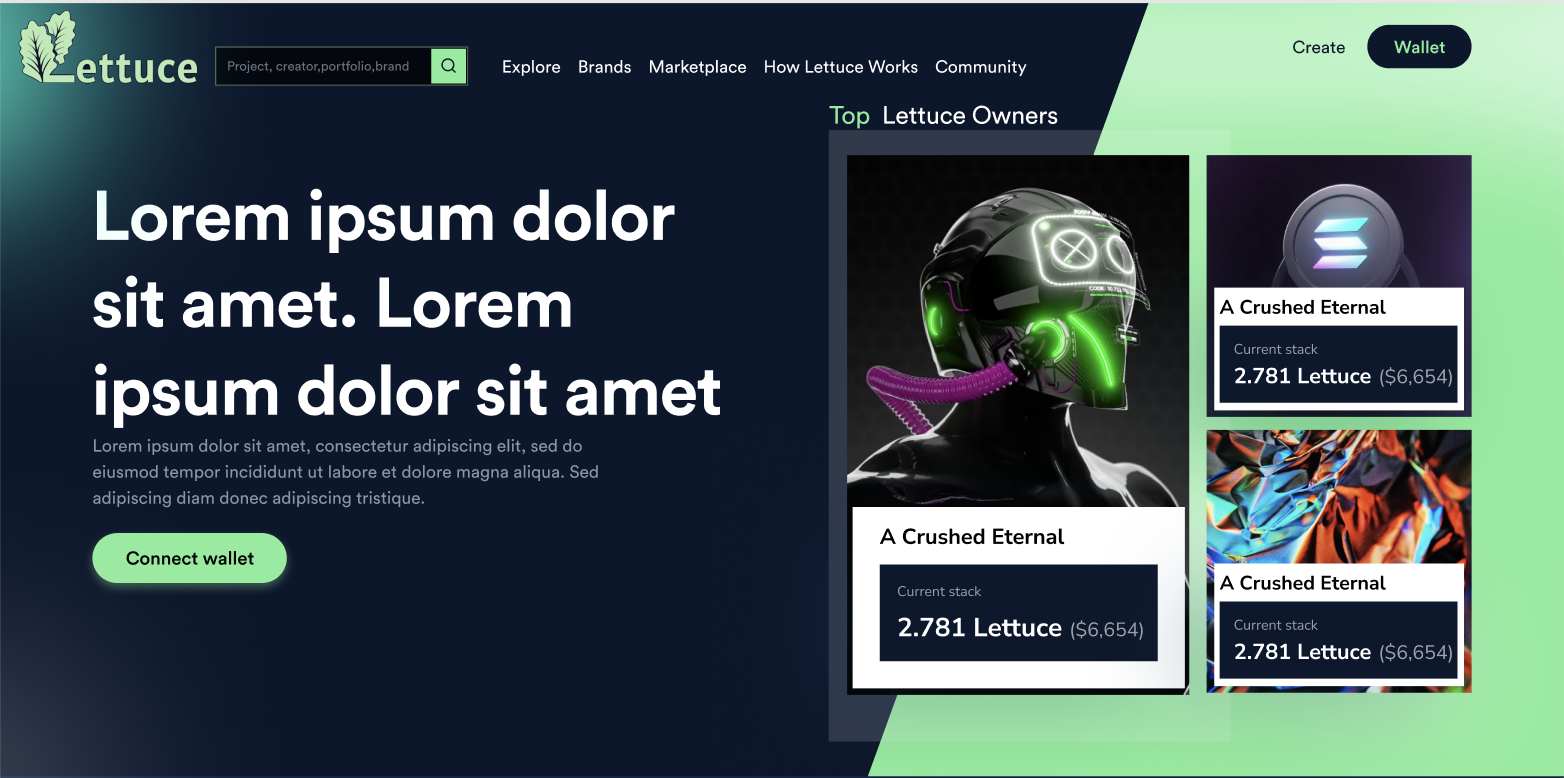 Lettuce
Project, creator,portfolio,brand
Explore Brands Marketplace How Lettuce Works Community
Create
Wallet
Top Lettuce Owners
Lorem ipsum dolor
sit amet. Lorem
ipsum dolor sit amet
Lorem ipsum dolor sit amet, consectetur adipiscing elit, sed do
eiusmod tempor incididunt ut labore et dolore magna aliqua. Sed
adipiscing diam donec adipiscing tristique.
Connect wallet
A Crushed Eternal
Current stack
2.781 Lettuce ($6,654)
A Crushed Eternal
Current stack
2.781 Lettuce ($6,654)
A Crushed Eternal
Current stack
2.781 Lettuce ($6,654)